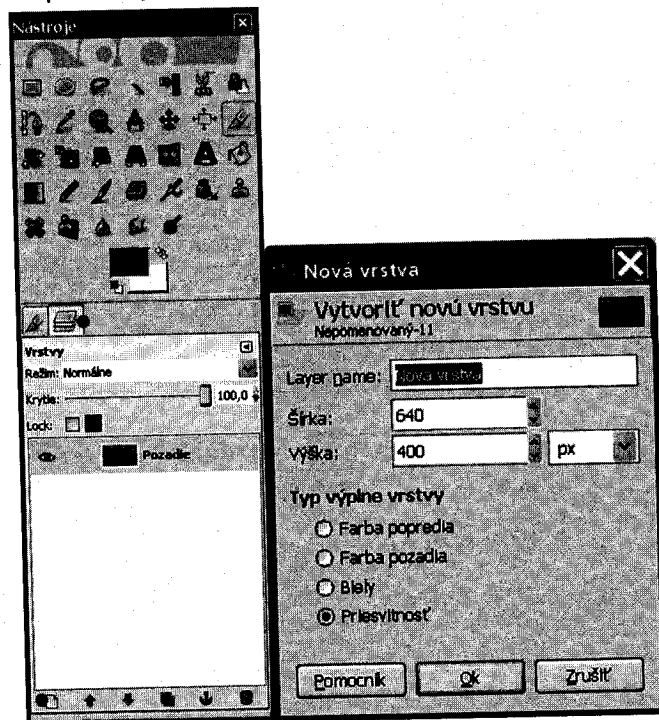 Nástroje
Vrstvy
Režim: Normálne
Krytie: 100,0
Lock:
Pozadie
Nová vrstva
Vytvoriť novú vrstvu
Nepomenovaný-11
Layer name: Nová vrstva
Šírka: 640
Výška: 400 px
Typ výplne vrstvy
Farba popredia
Farba pozadia
Biely
Priesvitnosť
Pomocník Ok Zrušiť